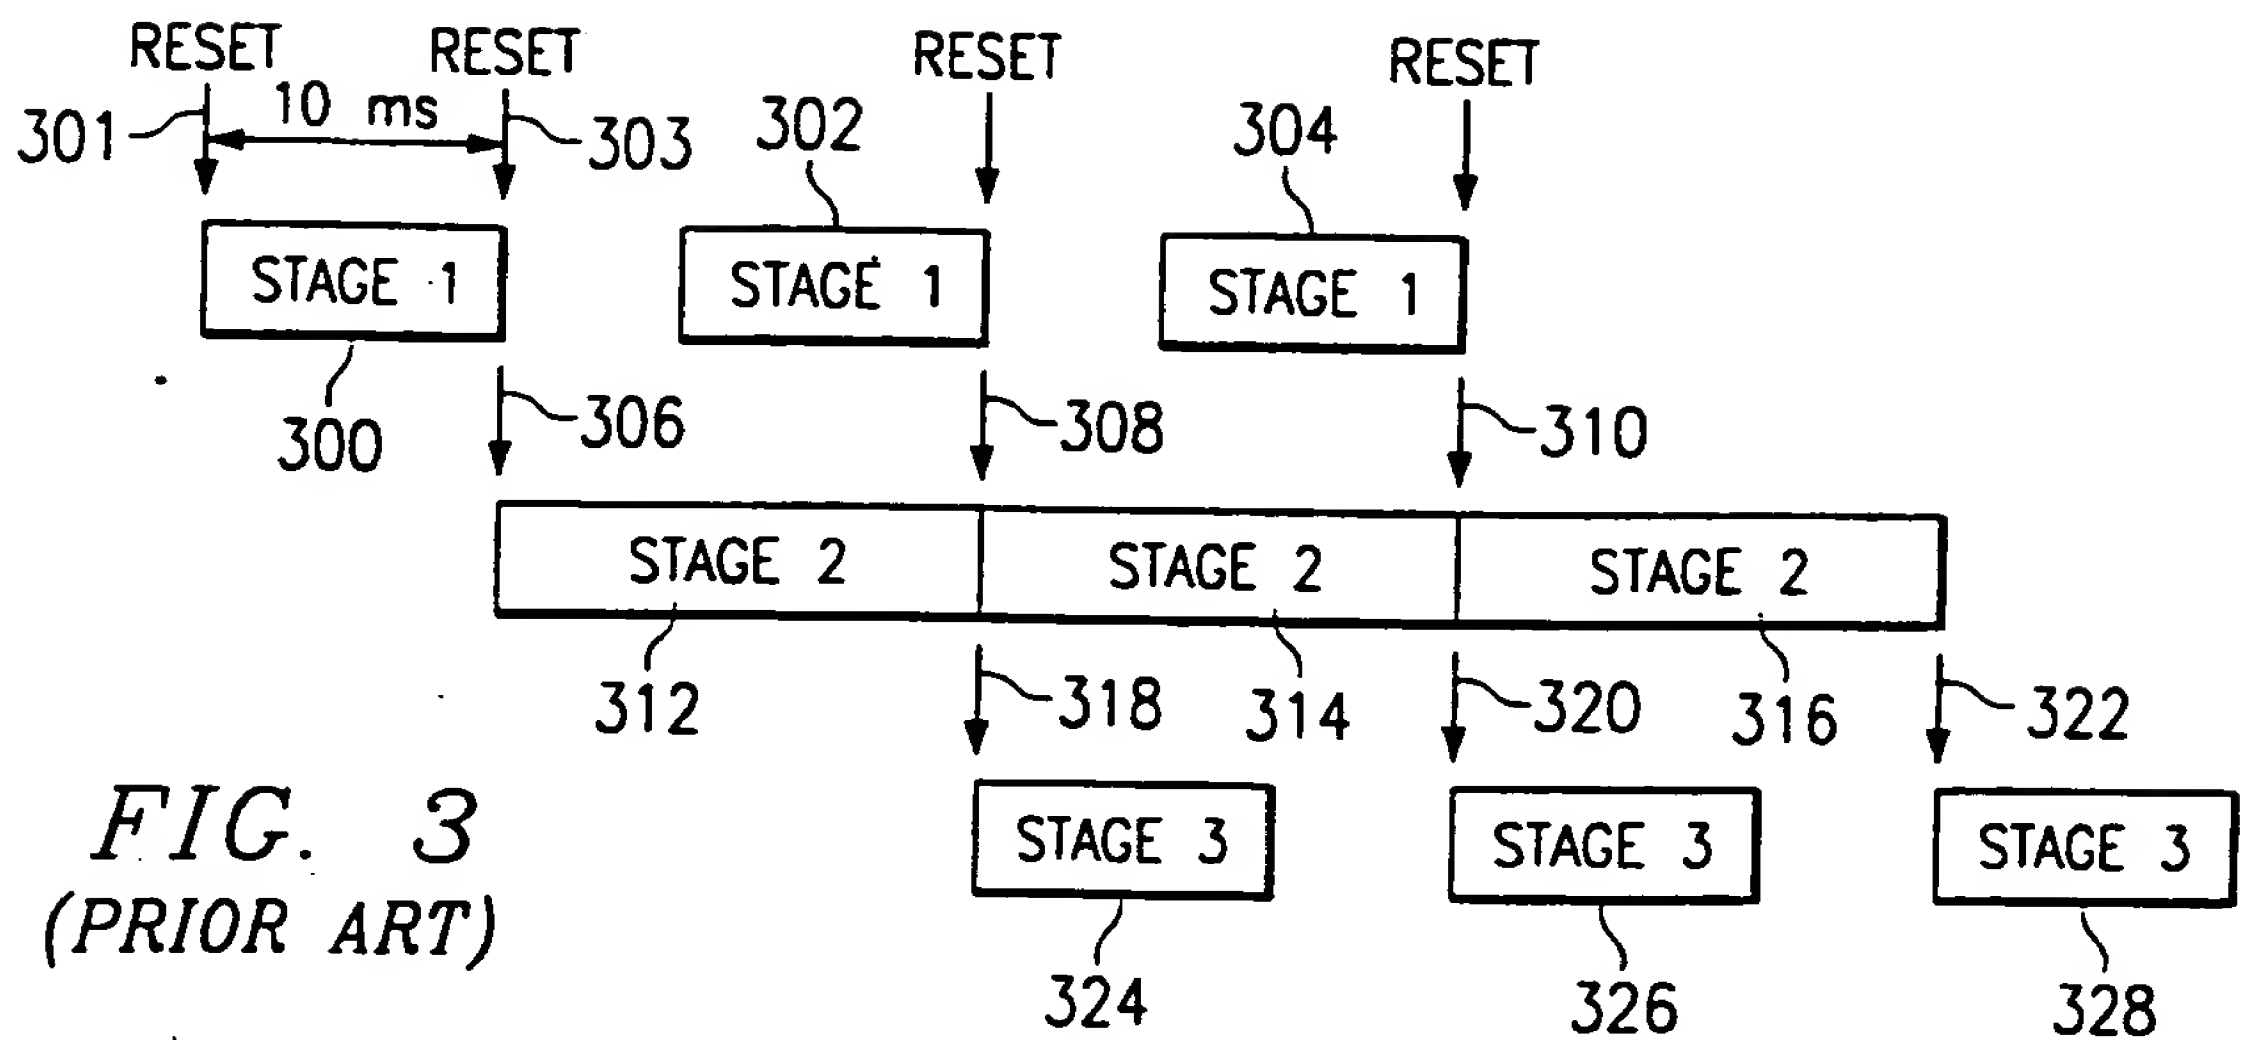 RESET RESET RESET RESET
301 10 ms 303 302 304
STAGE 1 STAGE 1 STAGE 1
300 306 308 310
STAGE 2 STAGE 2 STAGE 2
312 318 314 320 316 322
STAGE 3 STAGE 3 STAGE 3
324 326 328
FIG. 3
(PRIOR ART)